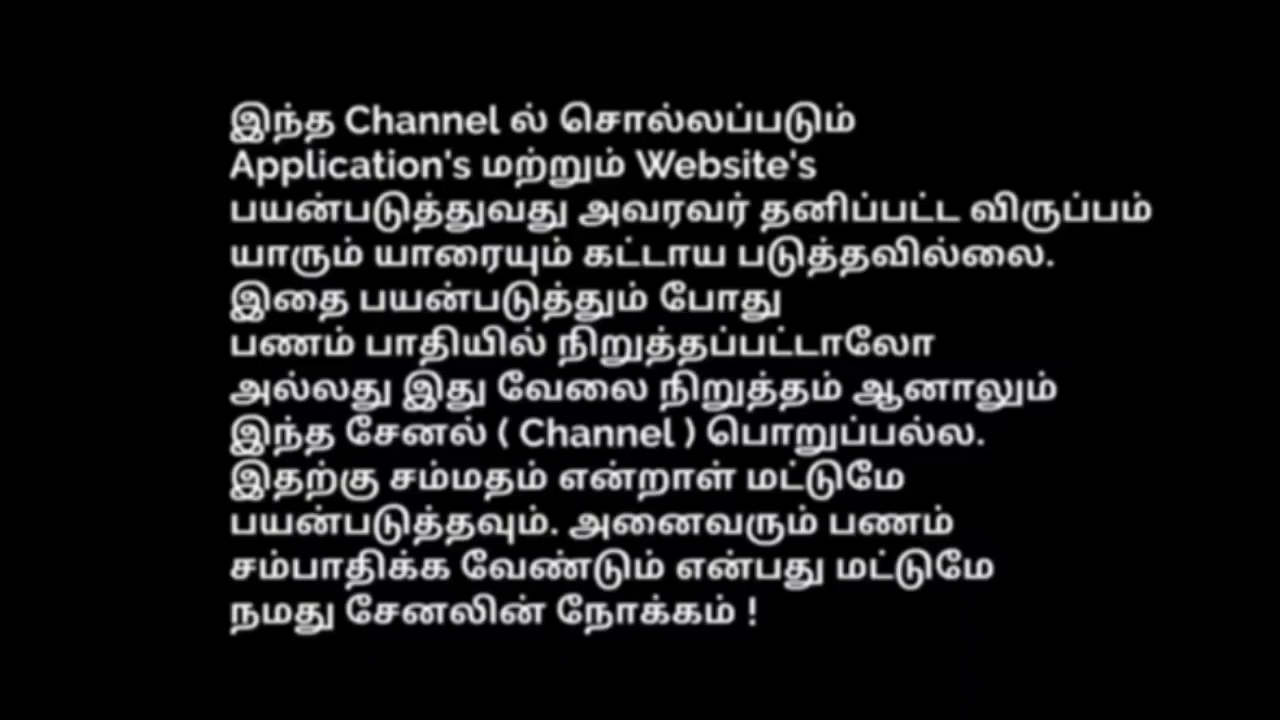 இந்த Channel ல் சொல்லப்படும்
Application's மற்றும் Website's
பயன்படுத்துவது அவரவர் தனிப்பட்ட விருப்பம்
யாரும் யாரையும் கட்டாய படுத்தவில்லை.
இதை பயன்படுத்தும் போது
பணம் பாதியில் நிறுத்தப்பட்டாலோ
அல்லது இது வேலை நிறுத்தம் ஆனாலும்
இந்த சேனல் ( Channel ) பொறுப்பல்ல.
இதற்கு சம்மதம் என்றாள் மட்டுமே
பயன்படுத்தவும். அனைவரும் பணம்
சம்பாதிக்க வேண்டும் என்பது மட்டுமே
நமது சேனலின் நோக்கம் !